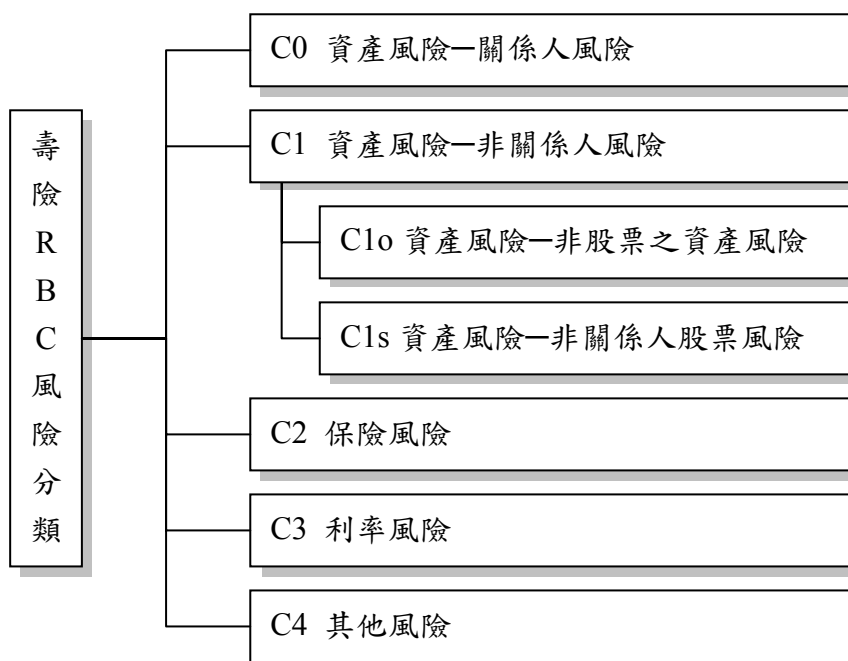 壽險RBC風險分類
C0 資產風險─關係人風險
C1 資產風險─非關係人風險
C1o 資產風險─非股票之資產風險
C1s 資產風險─非關係人股票風險
C2 保險風險
C3 利率風險
C4 其他風險